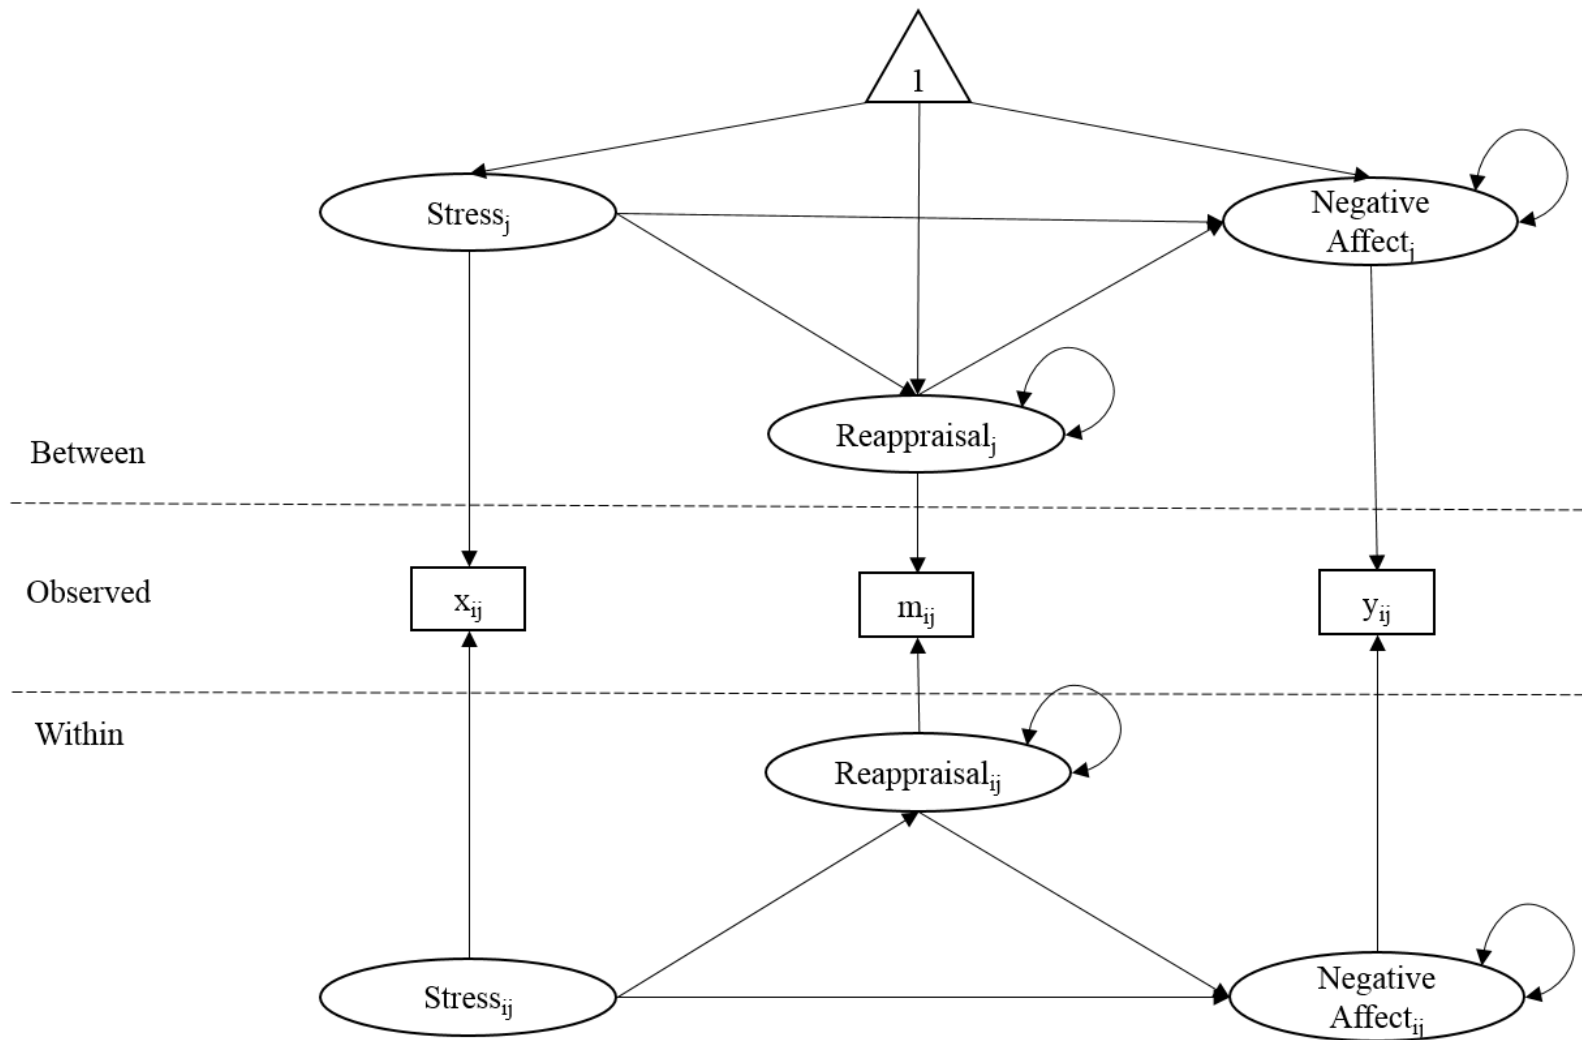 1
Stressj
Negative
Affectj
Reappraisalj
Between
Observed
xij
mij
yij
Within
Reappraisalij
Stressij
Negative
Affectij